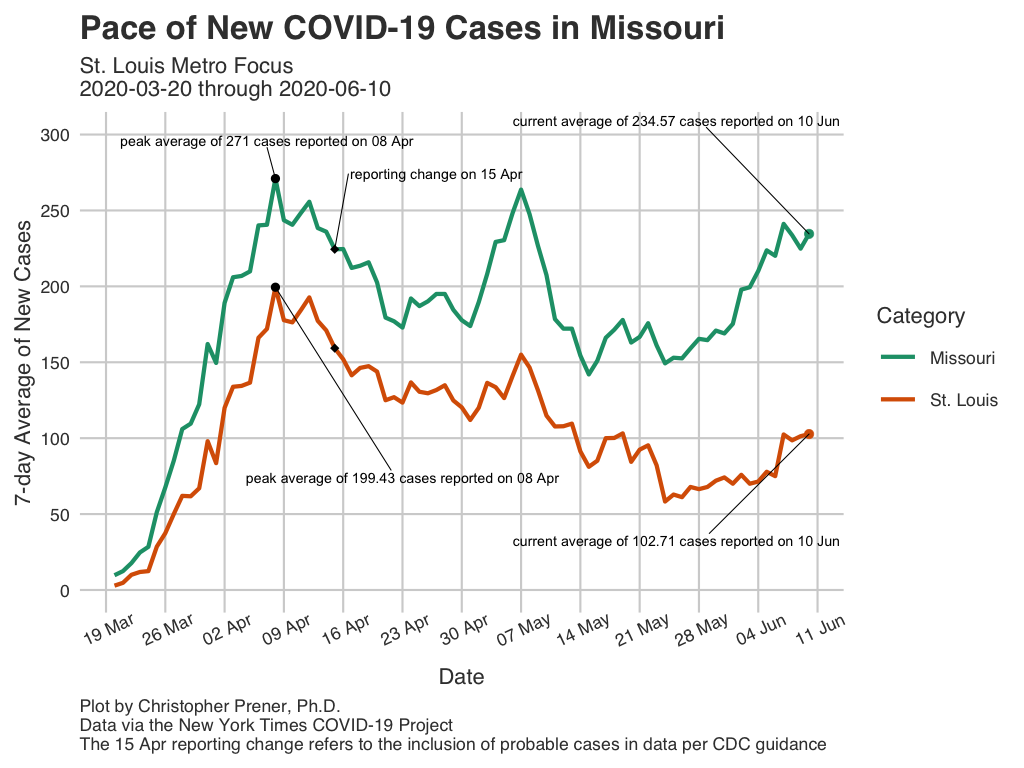 Pace of New COVID-19 Cases in Missouri
St. Louis Metro Focus
2020-03-20 through 2020-06-10
current average of 234.57 cases reported on 10 Jun
peak average of 271 cases reported on 08 Apr
reporting change on 15 Apr
peak average of 199.43 cases reported on 08 Apr
current average of 102.71 cases reported on 10 Jun
7-day Average of New Cases
300
250
200
150
100
50
0
19 Mar
26 Mar
02 Apr
09 Apr
16 Apr
23 Apr
30 Apr
07 May
14 May
21 May
28 May
04 Jun
11 Jun
Date
Category
Missouri
St. Louis
Plot by Christopher Prener, Ph.D.
Data via the New York Times COVID-19 Project
The 15 Apr reporting change refers to the inclusion of probable cases in data per CDC guidance